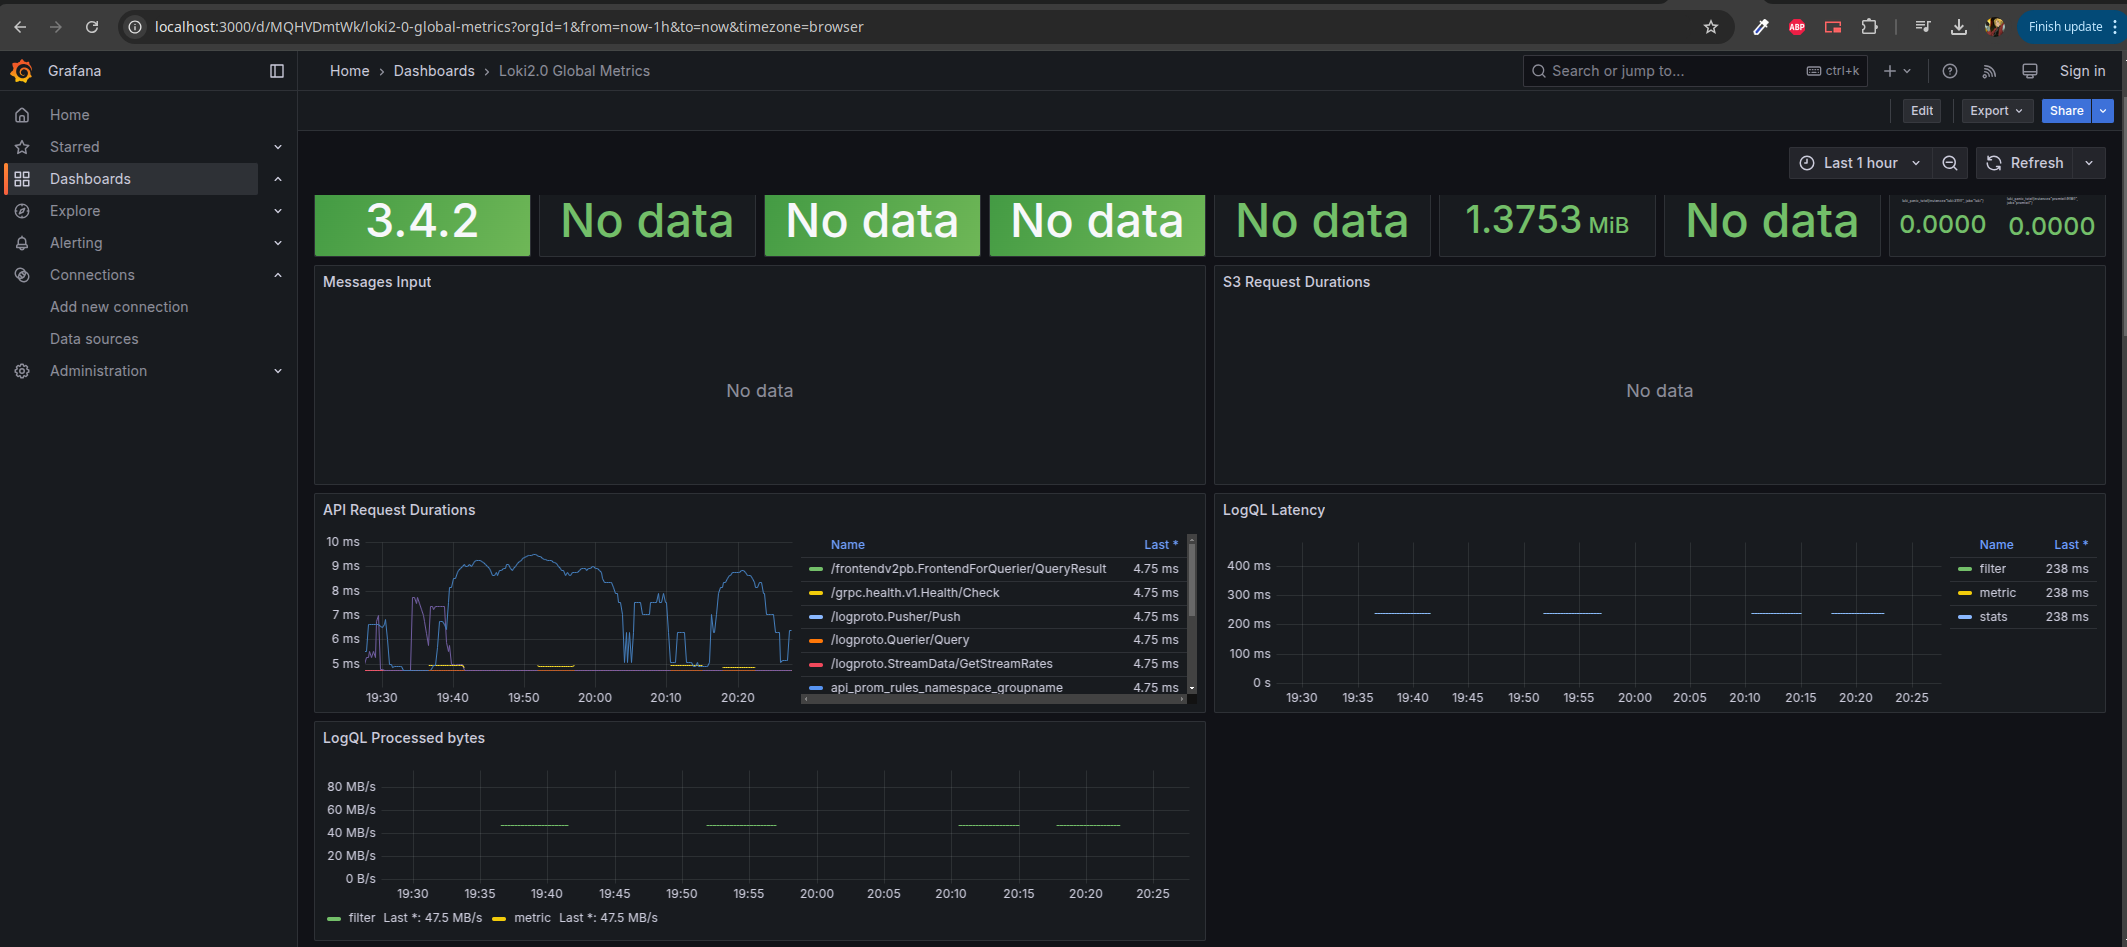 localhost:3000/d/MQHVDmtWk/loki2-0-global-metrics?orgId=1&from=now-1h&to=now&timezone=browser
ABP
Finish update
Grafana
Home › Dashboards › Loki2.0 Global Metrics
Search or jump to...
ctrl+k
Sign in
Home
Starred
Dashboards
Explore
Alerting
Connections
Add new connection
Data sources
Administration
Edit
Export
Share
Last 1 hour
Refresh
3.4.2
No data
No data
No data
No data
1.3753 MiB
No data
0.0000
0.0000
Messages Input
No data
S3 Request Durations
No data
API Request Durations
10 ms
9 ms
8 ms
7 ms
6 ms
5 ms
19:30 19:40 19:50 20:00 20:10 20:20
Name Last *
/frontendv2pb.FrontendForQuerier/QueryResult 4.75 ms
/grpc.health.v1.Health/Check 4.75 ms
/logproto.Pusher/Push 4.75 ms
/logproto.Querier/Query 4.75 ms
/logproto.StreamData/GetStreamRates 4.75 ms
api_prom_rules_namespace_groupname 4.75 ms
LogQL Latency
400 ms
300 ms
200 ms
100 ms
0 s
19:30 19:35 19:40 19:45 19:50 19:55 20:00 20:05 20:10 20:15 20:20 20:25
Name Last *
filter 238 ms
metric 238 ms
stats 238 ms
LogQL Processed bytes
80 MB/s
60 MB/s
40 MB/s
20 MB/s
0 B/s
19:30 19:35 19:40 19:45 19:50 19:55 20:00 20:05 20:10 20:15 20:20 20:25
filter Last *: 47.5 MB/s metric Last *: 47.5 MB/s